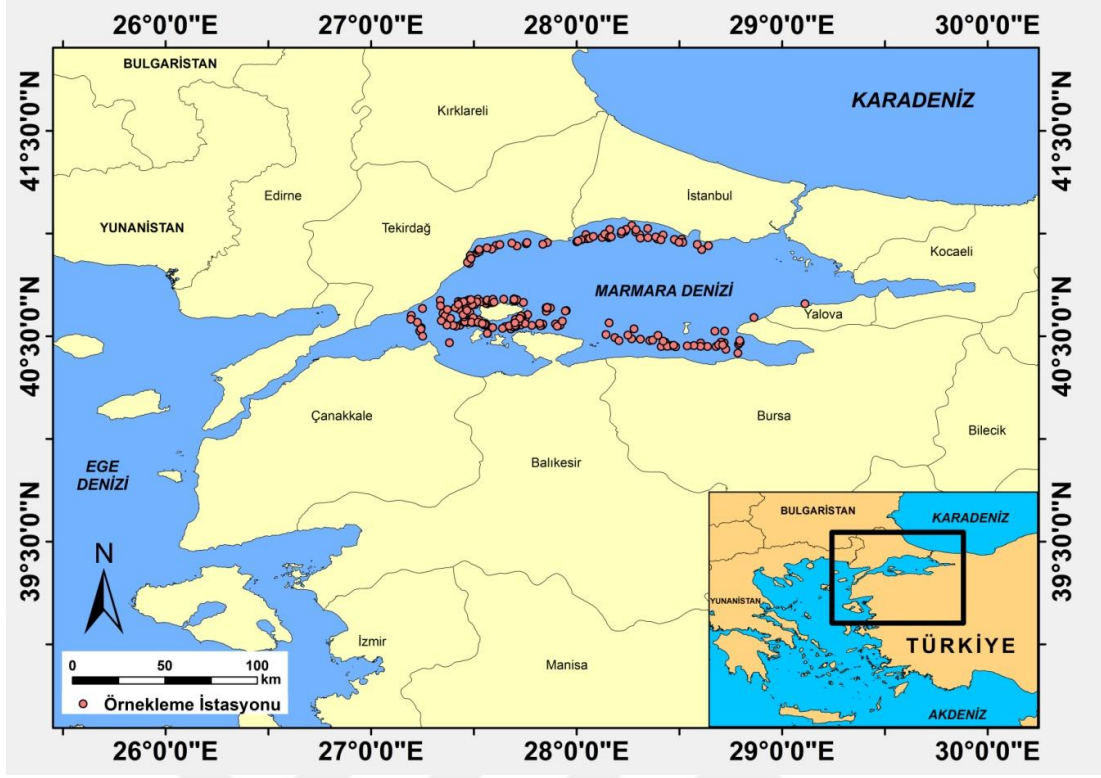 26°0'0"E 27°0'0"E 28°0'0"E 29°0'0"E 30°0'0"E
41°30'0"N
40°30'0"N
39°30'0"N
BULGARİSTAN
Kırklareli
KARADENİZ
Edirne
İstanbul
YUNANİSTAN
Tekirdağ
Kocaeli
MARMARA DENİZİ
Yalova
Çanakkale
Bursa
Bilecik
Balıkesir
EGE
DENİZİ
N
İzmir
Manisa
0 50 100
km
Örnekleme İstasyonu
BULGARİSTAN
KARADENİZ
YUNANİSTAN
TÜRKİYE
AKDENİZ
41°30'0"N
40°30'0"N
39°30'0"N
26°0'0"E 27°0'0"E 28°0'0"E 29°0'0"E 30°0'0"E